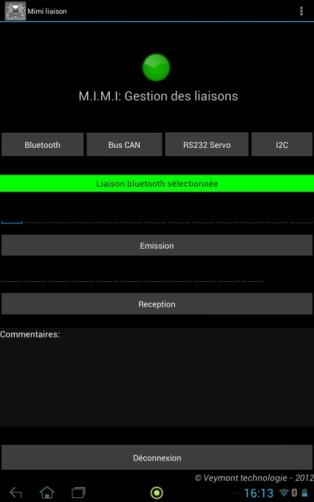 Mimi liaison
M.I.M.I: Gestion des liaisons
Bluetooth
Bus CAN
RS232 Servo
I2C
Liaison bluetooth sélectionnée
Emission
Reception
Commentaires:
Déconnexion
© Veymont technologie - 2012
16:13